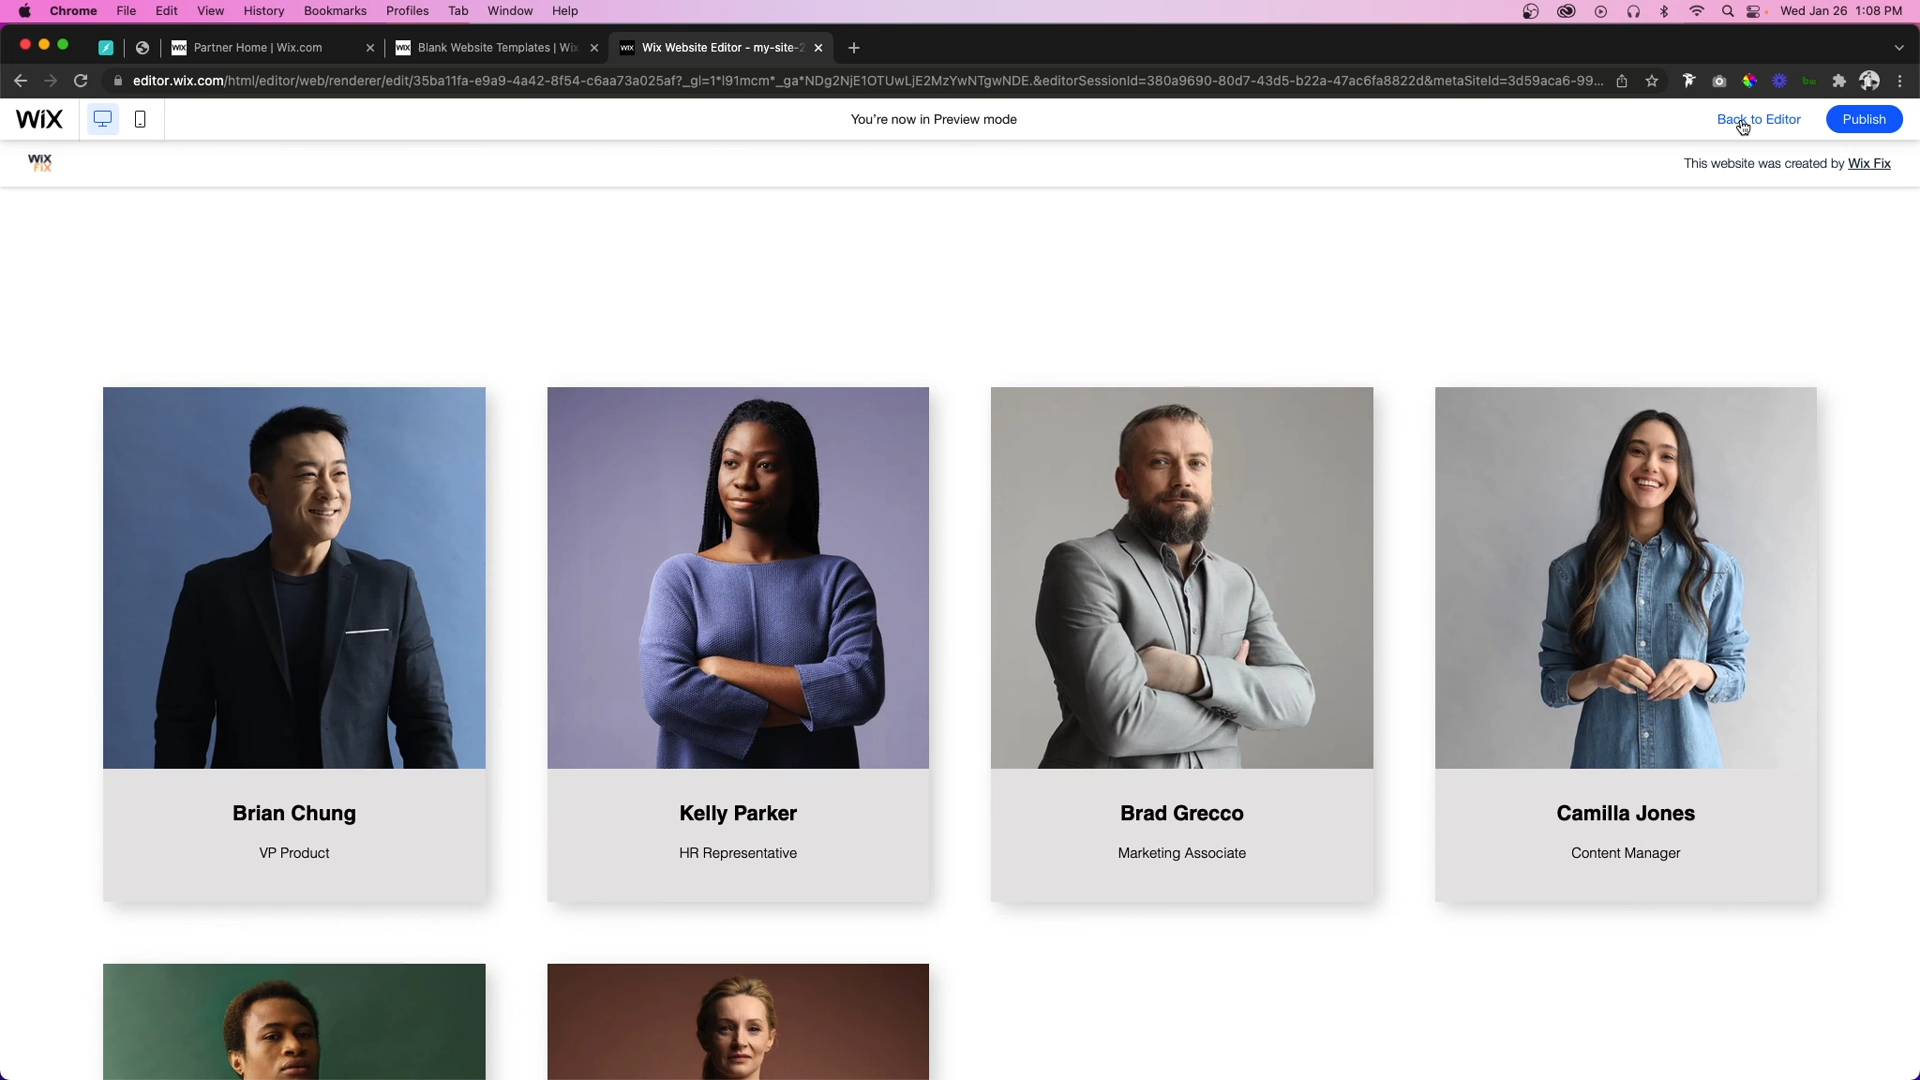 Chrome File Edit View History Bookmarks Profiles Tab Window Help Wed Jan 26 1:08 PM
WIX Partner Home | Wix.com WIX Blank Website Templates | Wix WIX Wix Website Editor - my-site-2
editor.wix.com/html/editor/web/renderer/edit/35ba11fa-e9a9-4a42-8f54-c6aa73a025af?_gl=1*l91mcm*_ga*NDg2NjE1OTUwLjE2MzYwNTgwNDE.&editorSessionId=380a9690-80d7-43d5-b22a-47ac6fa8822d&metaSiteId=3d59aca6-99...
WiX You're now in Preview mode Back to Editor Publish
WiX FIX This website was created by Wix Fix
Brian Chung Kelly Parker Brad Grecco Camilla Jones
VP Product HR Representative Marketing Associate Content Manager